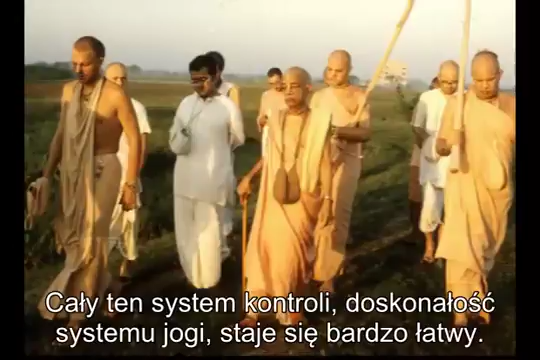 Cały ten system kontroli, doskonałość
systemu jogi, staje się bardzo łatwy.